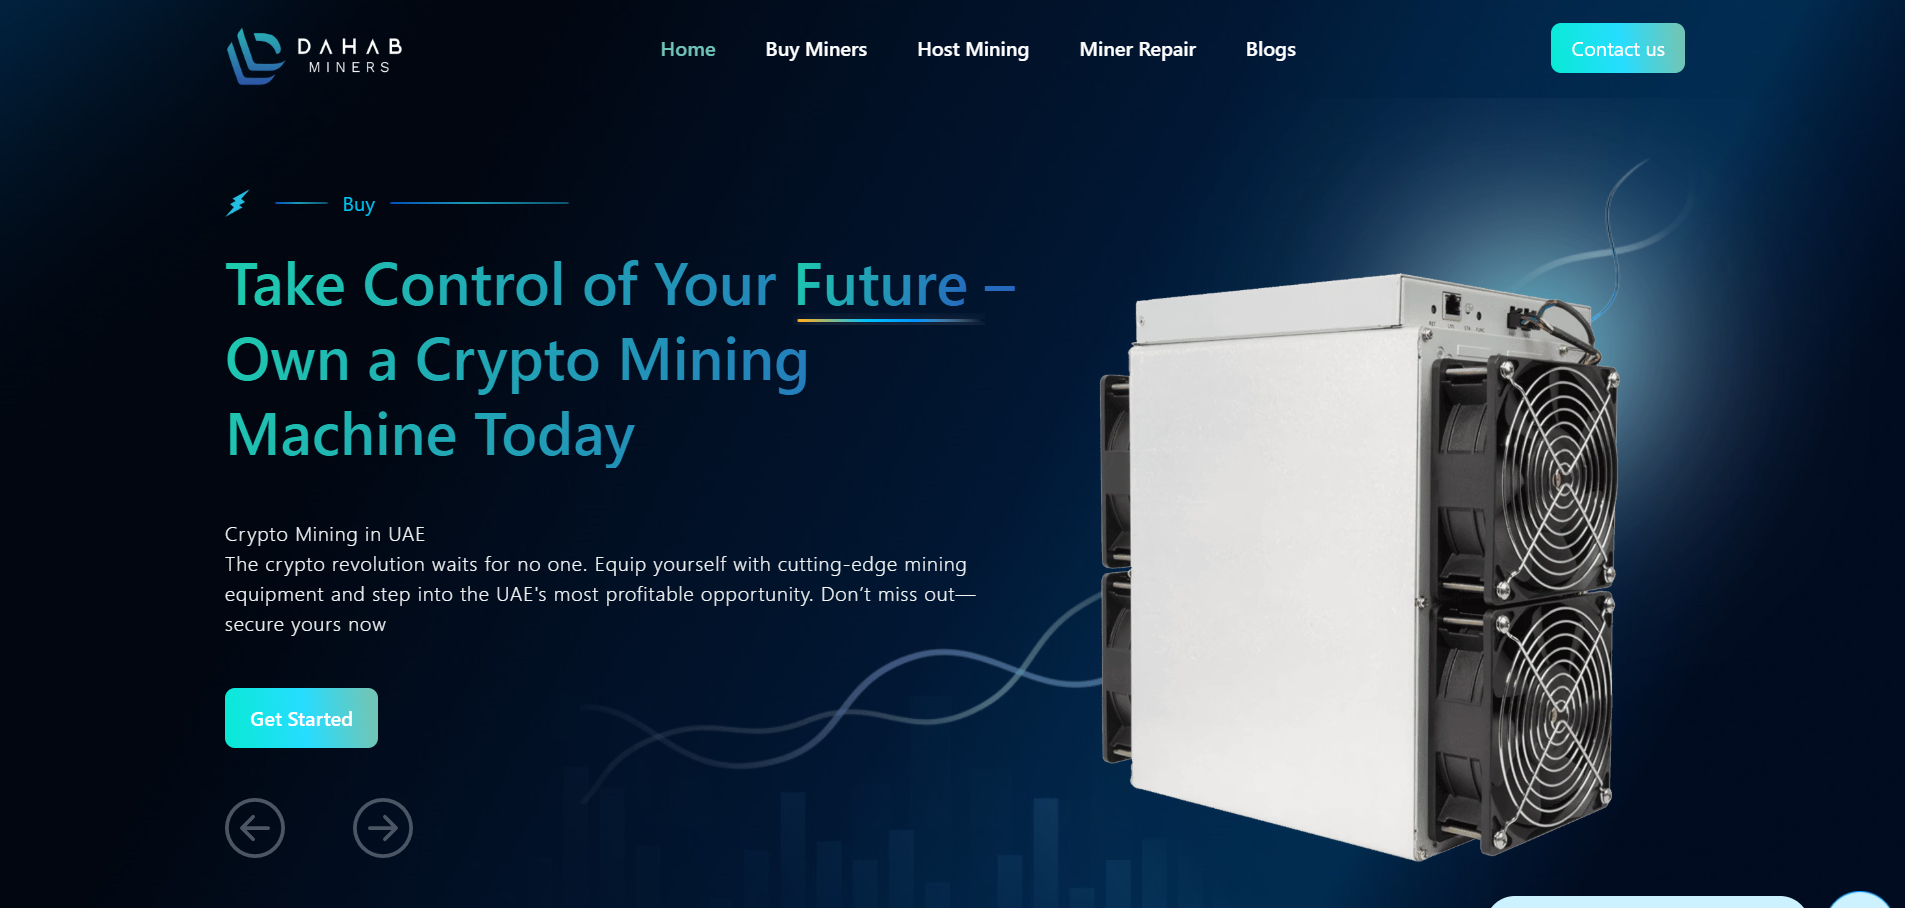 DAHAB
MINERS
Home
Buy Miners
Host Mining
Miner Repair
Blogs
Contact us
Buy
Take Control of Your Future –
Own a Crypto Mining
Machine Today
Crypto Mining in UAE
The crypto revolution waits for no one. Equip yourself with cutting-edge mining
equipment and step into the UAE's most profitable opportunity. Don’t miss out—
secure yours now
Get Started